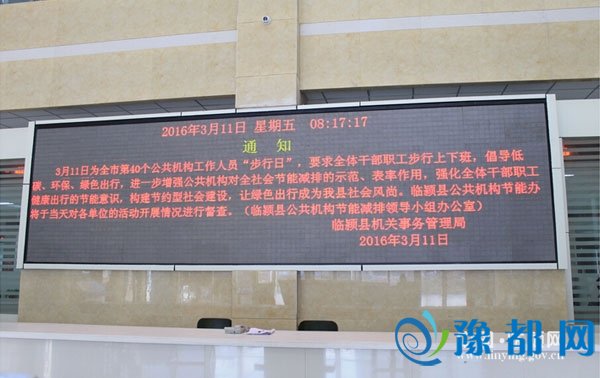 2016年3月11日 星期五 08:17:17
通 知
3月11日为全市第40个公共机构工作人员“步行日”，要求全体干部职工步行上下班，倡导低
碳、环保、绿色出行，进一步增强公共机构对全社会节能减排的示范、表率作用，强化全体干部职工
健康出行的节能意识，构建节约型社会建设，让绿色出行成为我县社会风尚。临颍县公共机构节能办
将于当天对各单位的活动开展情况进行督查。（临颍县公共机构节能减排领导小组办公室）
临颍县机关事务管理局
2016年3月11日
豫都网